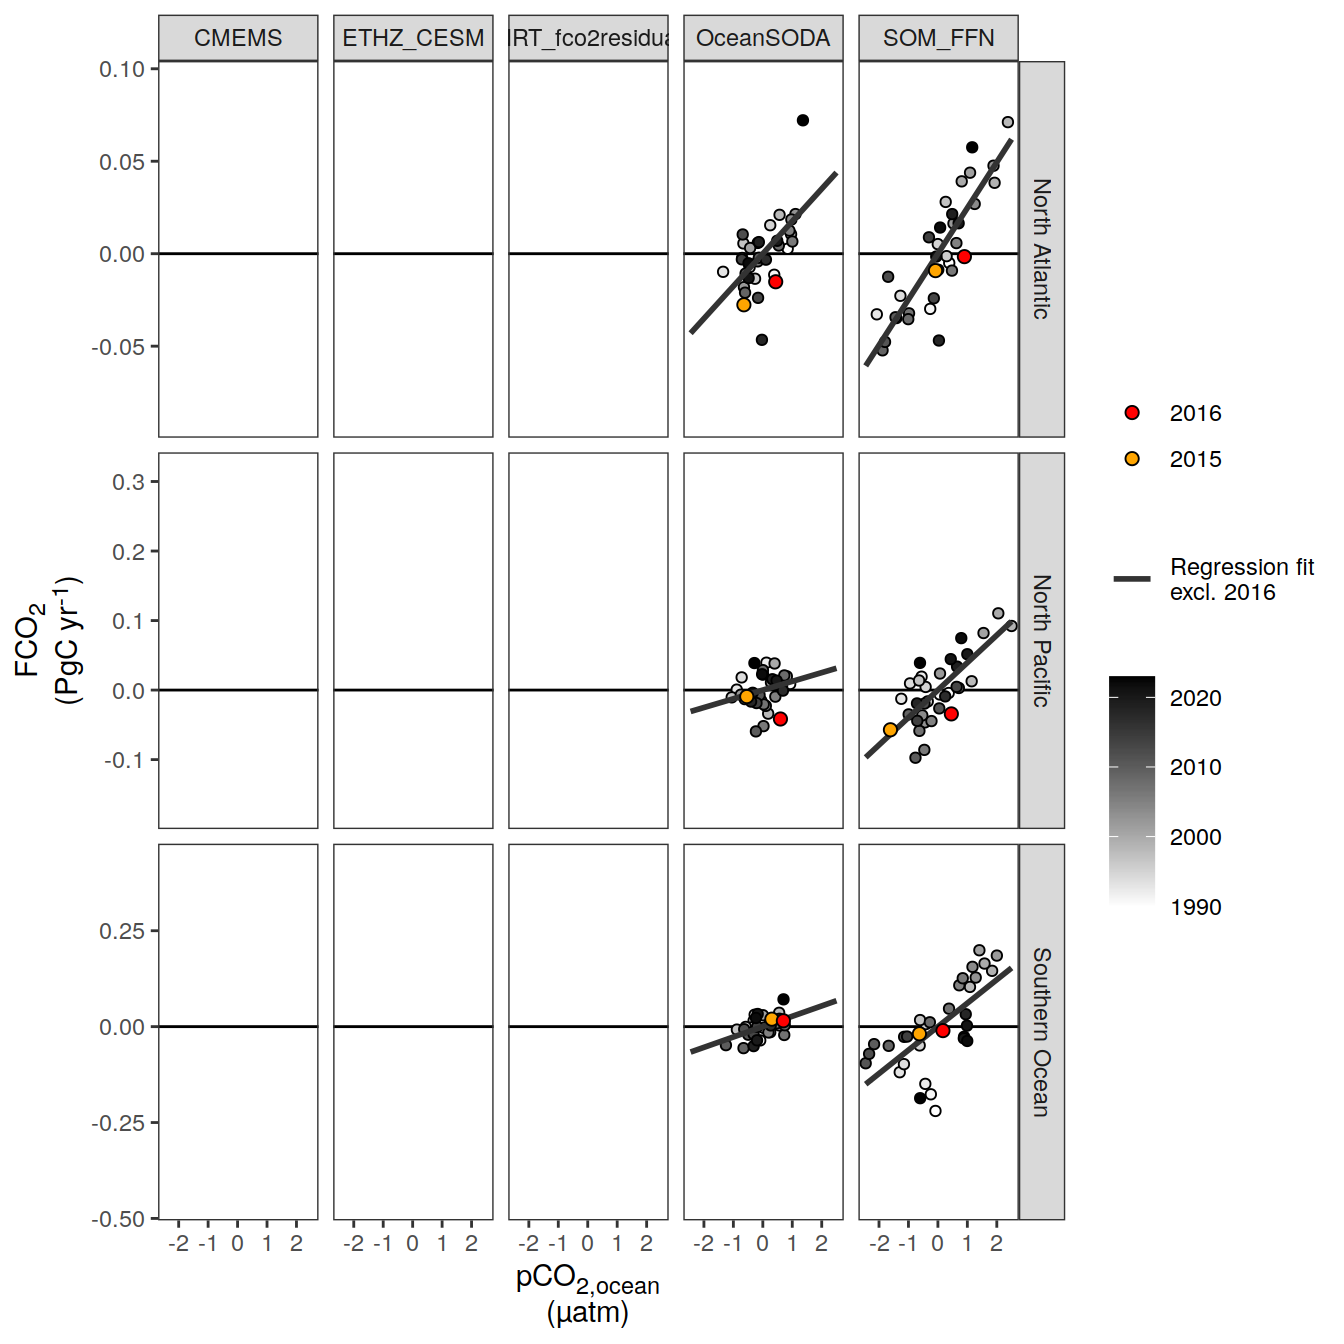 CMEMS
ETHZ_CESM
RT_fco2residua
OceanSODA
SOM_FFN
0.10
0.05
0.00
-0.05
North Atlantic
0.3
0.2
0.1
0.0
-0.1
North Pacific
0.25
0.00
-0.25
-0.50
Southern Ocean
-2 -1 0 1 2
-2 -1 0 1 2
-2 -1 0 1 2
-2 -1 0 1 2
-2 -1 0 1 2
FCO₂
(PgC yr⁻¹)
pCO₂,ocean
(µatm)
2016
2015
Regression fit
excl. 2016
2020
2010
2000
1990